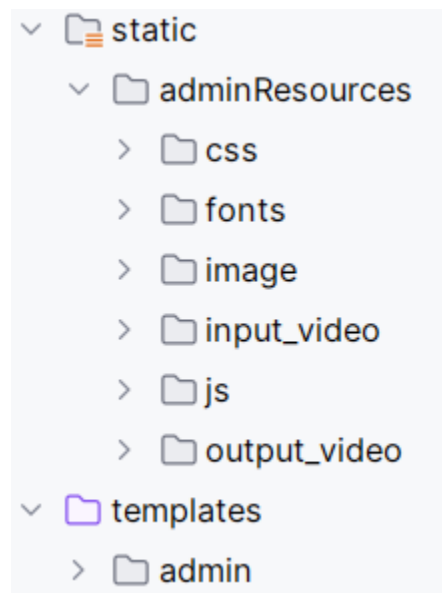 static
adminResources
css
fonts
image
input_video
js
output_video
templates
admin